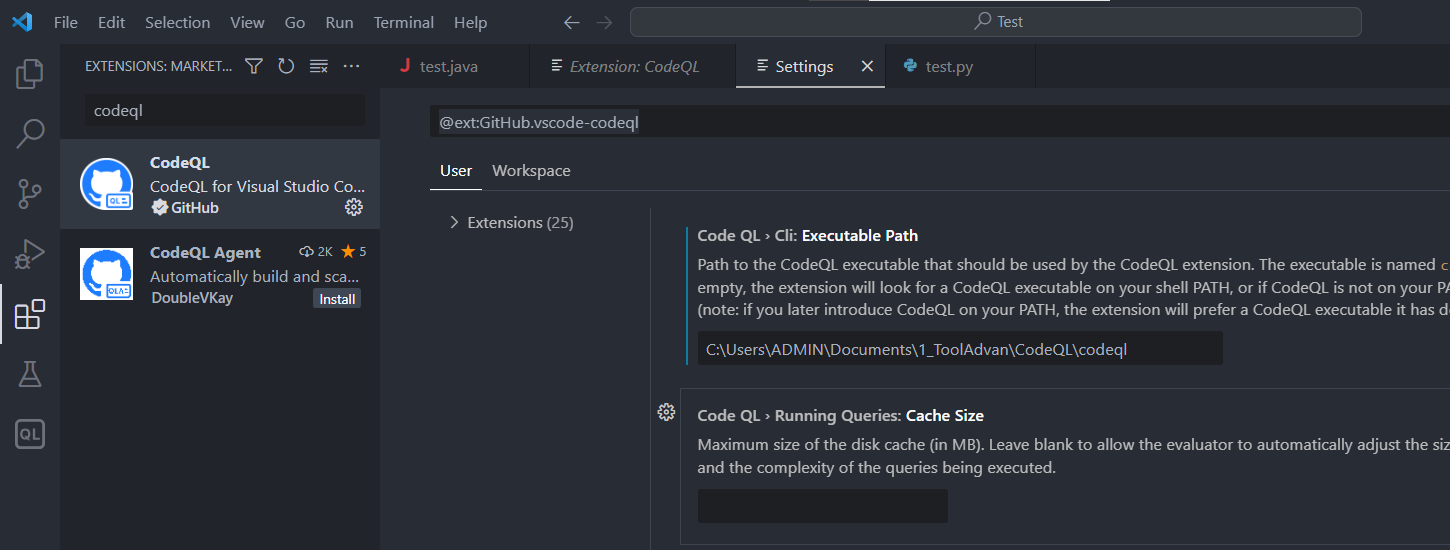 File Edit Selection View Go Run Terminal Help
Test
EXTENSIONS: MARKET...
test.java
Extension: CodeQL
Settings
test.py
codeql
@ext:GitHub.vscode-codeql
CodeQL
CodeQL for Visual Studio Co...
GitHub
CodeQL Agent 2K 5
Automatically build and sca...
DoubleVKay Install
QL
User Workspace
Extensions (25)
Code QL › Cli: Executable Path
Path to the CodeQL executable that should be used by the CodeQL extension. The executable is named c
empty, the extension will look for a CodeQL executable on your shell PATH, or if CodeQL is not on your PA
(note: if you later introduce CodeQL on your PATH, the extension will prefer a CodeQL executable it has d
C:\Users\ADMIN\Documents\1_ToolAdvan\CodeQL\codeql
Code QL › Running Queries: Cache Size
Maximum size of the disk cache (in MB). Leave blank to allow the evaluator to automatically adjust the siz
and the complexity of the queries being executed.